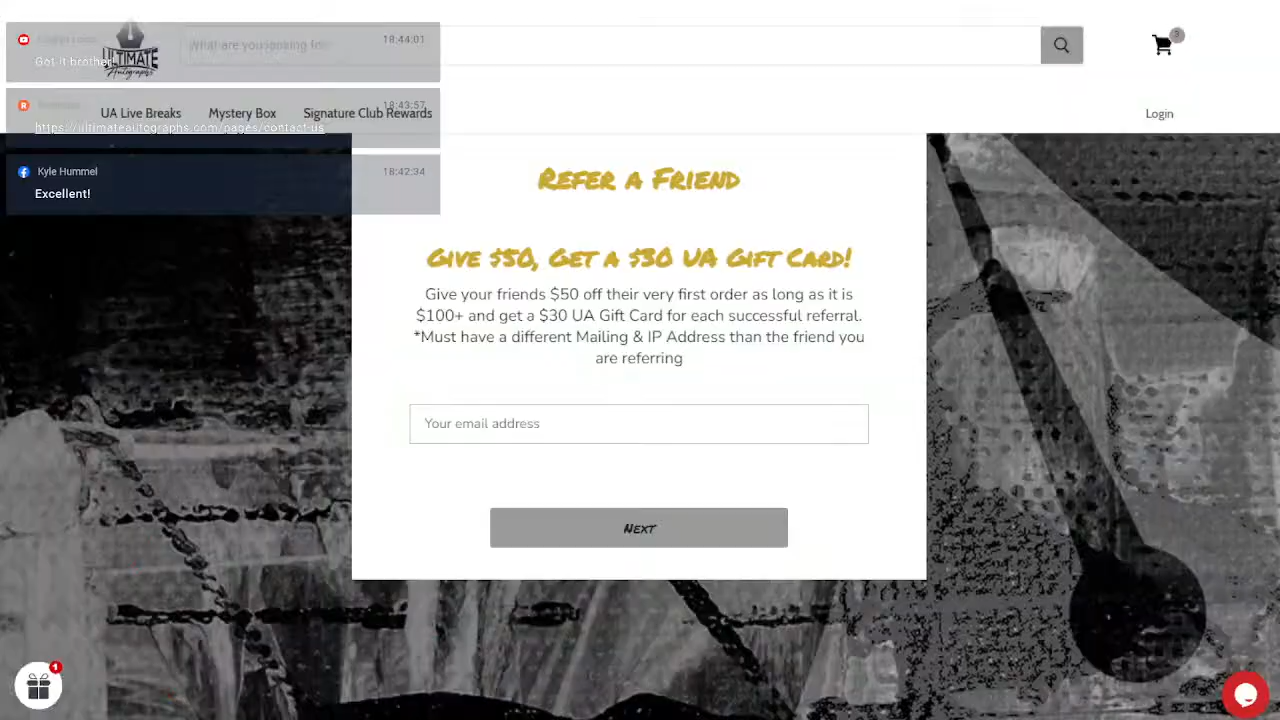 18:44:01
Got it brother!
ULTIMATE
Autographs
What are you looking for
18:43:57
https://ultimateautographs.com/pages/contact-us
UA Live Breaks
Mystery Box
Signature Club Rewards
Login
Kyle Hummel
18:42:34
Excellent!
Refer a Friend
Give $50, Get a $30 UA Gift Card!
Give your friends $50 off their very first order as long as it is
$100+ and get a $30 UA Gift Card for each successful referral.
*Must have a different Mailing & IP Address than the friend you
are referring
Your email address
Next
1